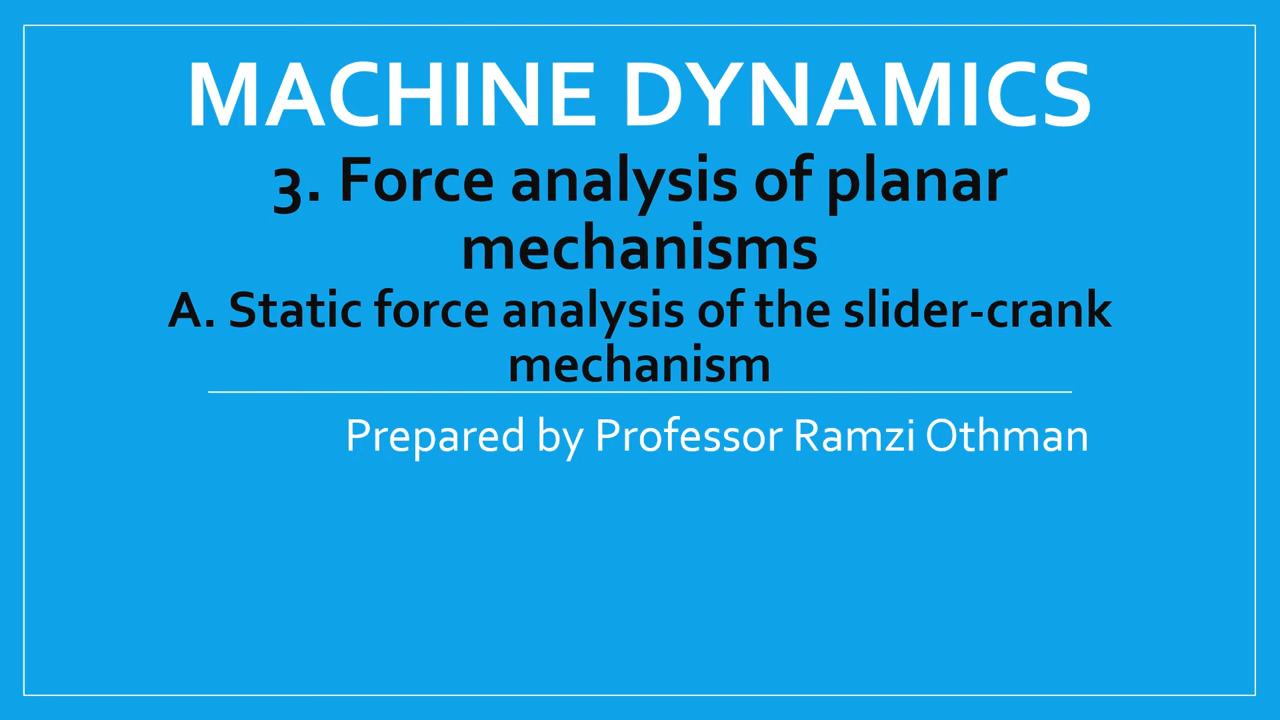 MACHINE DYNAMICS
3. Force analysis of planar
mechanisms
A. Static force analysis of the slider-crank
mechanism
Prepared by Professor Ramzi Othman